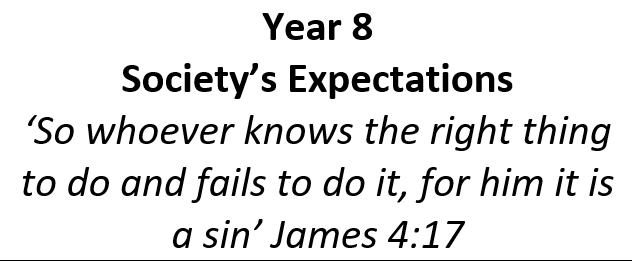 Year 8
Society’s Expectations
‘So whoever knows the right thing
to do and fails to do it, for him it is
a sin’ James 4:17